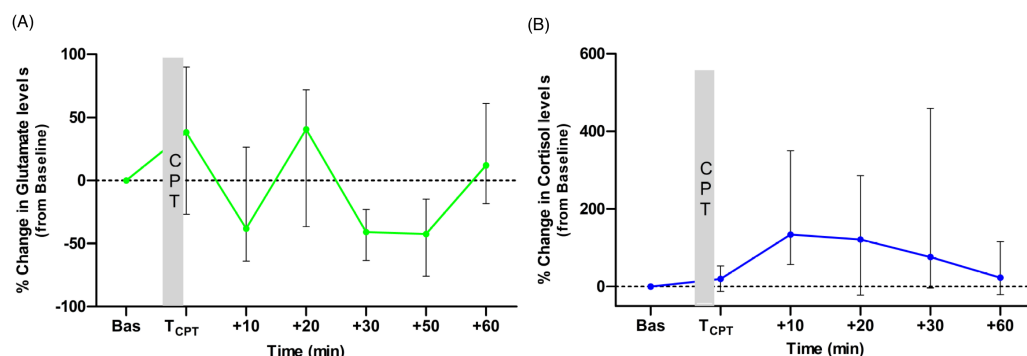 (A)
% Change in Glutamate levels
(from Baseline)
100
50
0
-50
-100
CPT
Bas TCPT +10 +20 +30 +50 +60
Time (min)
(B)
% Change in Cortisol levels
(from Baseline)
600
400
200
0
CPT
Bas TCPT +10 +20 +30 +60
Time (min)